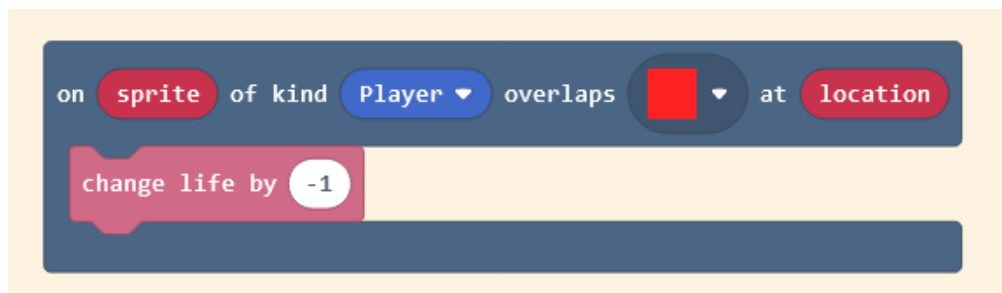 on sprite of kind Player overlaps at location
change life by -1